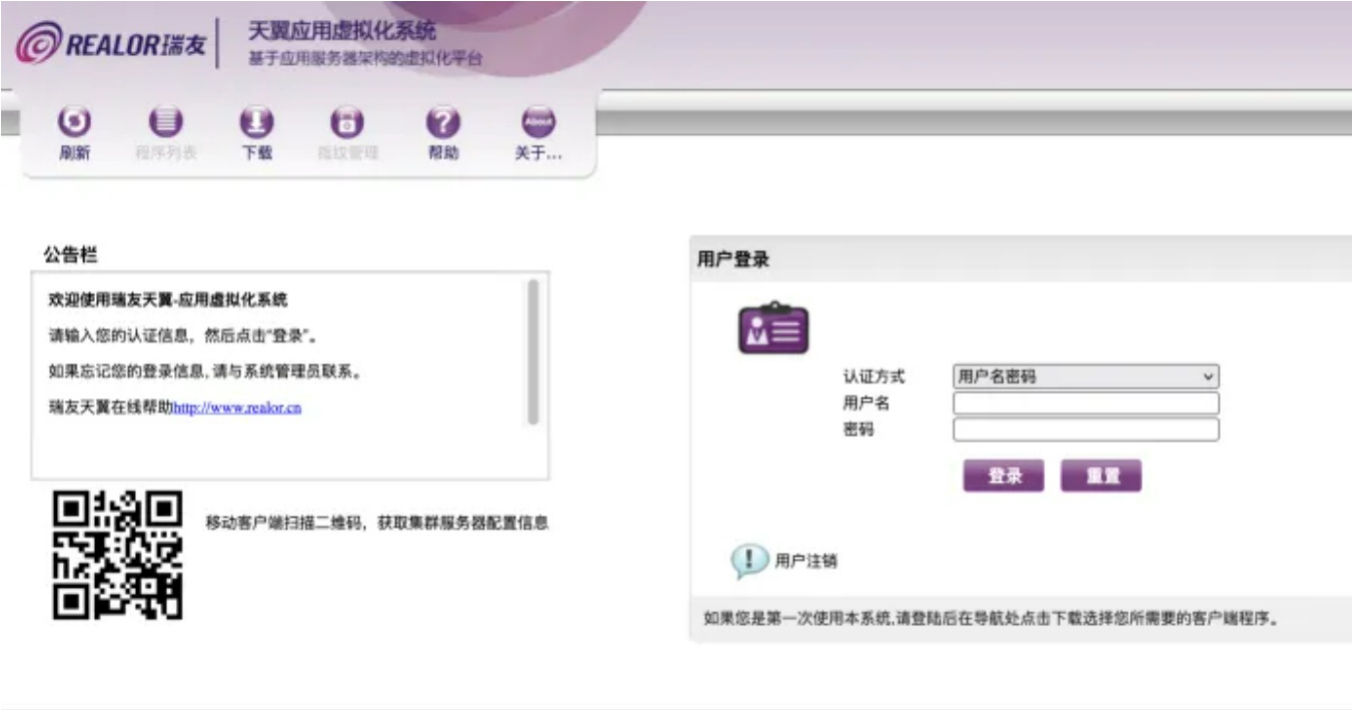 REALOR瑞友
天翼应用虚拟化系统
基于应用服务器架构的虚拟化平台
刷新
程序列表
下载
指纹管理
帮助
About
关于...
公告栏
欢迎使用瑞友天翼-应用虚拟化系统
请输入您的认证信息，然后点击“登录”。
如果忘记您的登录信息,请与系统管理员联系。
瑞友天翼在线帮助http://www.realor.cn
移动客户端扫描二维码，获取集群服务器配置信息
用户登录
认证方式 用户名密码
用户名
密码
登录 重置
用户注销
如果您是第一次使用本系统,请登陆后在导航处点击下载选择您所需要的客户端程序。